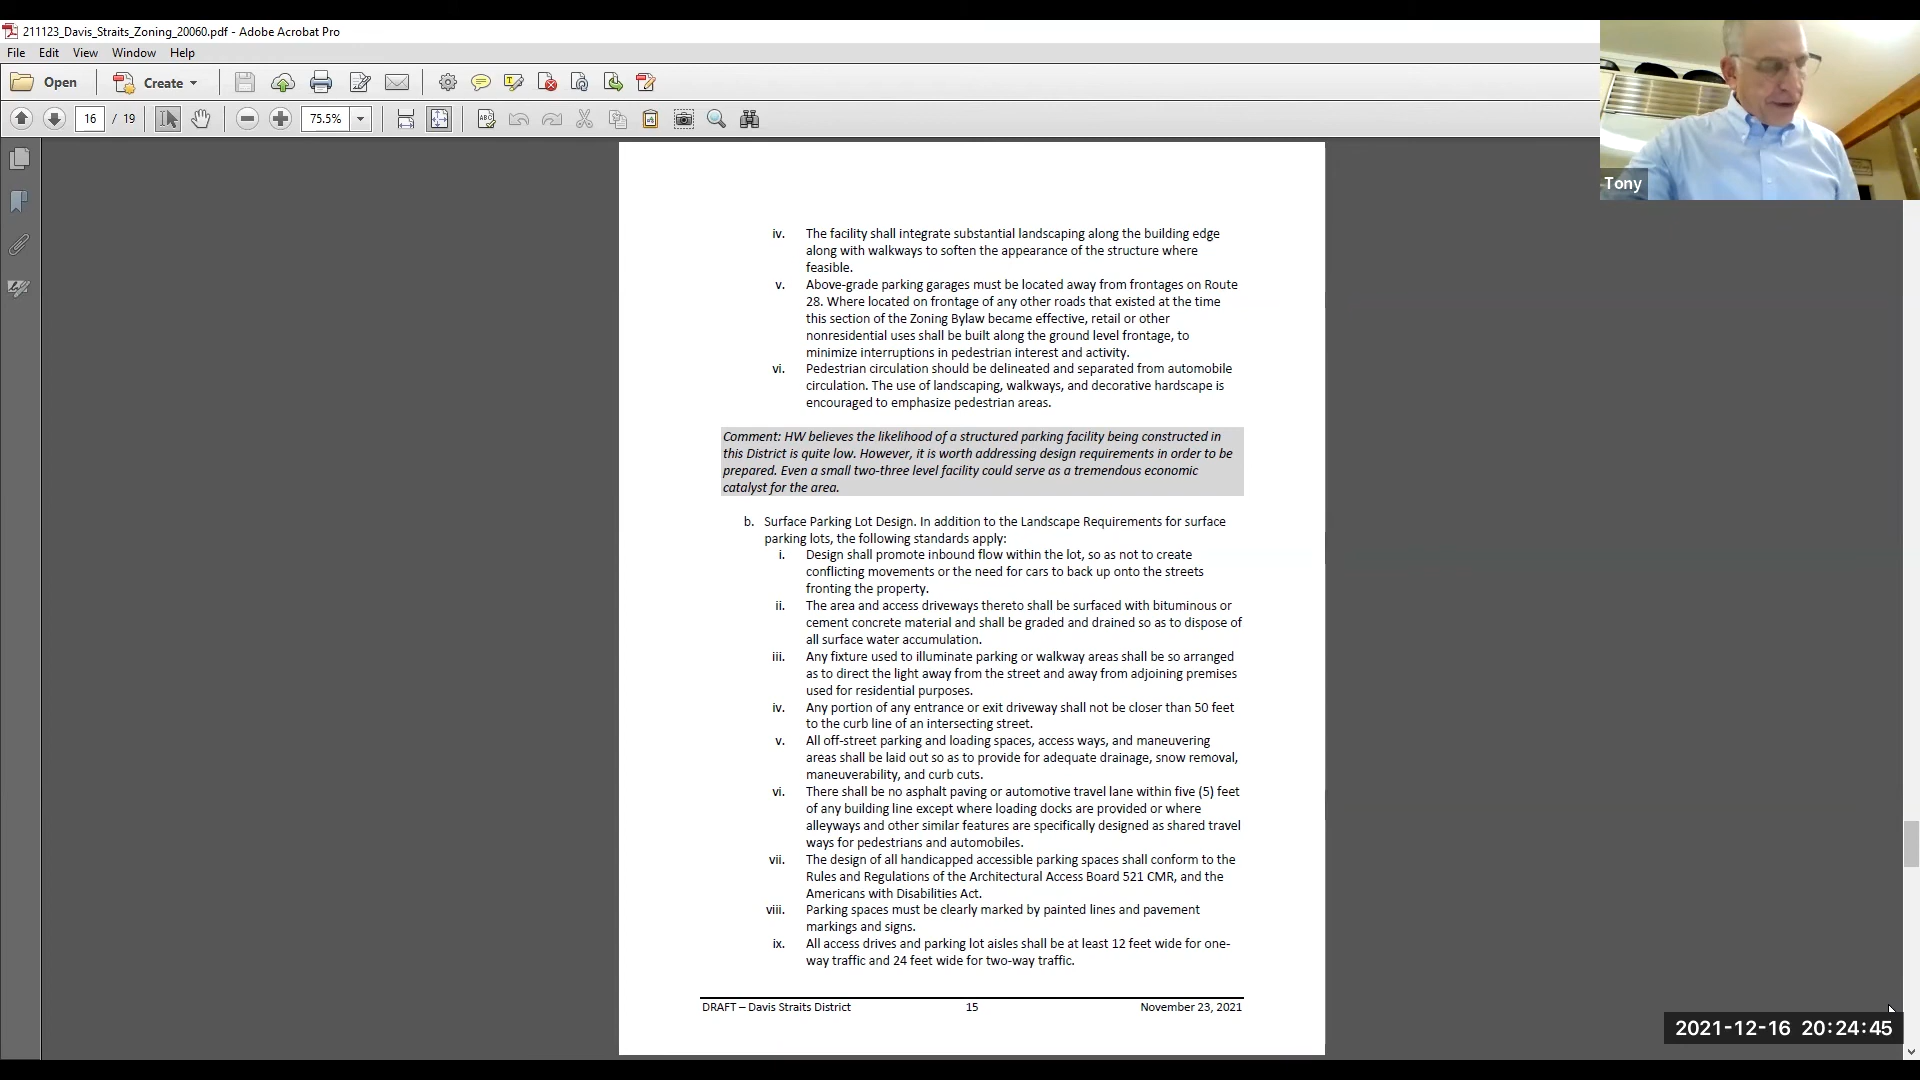 211123_Davis_Straits_Zoning_20060.pdf - Adobe Acrobat Pro
File Edit View Window Help
Open Create
16 / 19 75.5%
Tony
iv. The facility shall integrate substantial landscaping along the building edge
along with walkways to soften the appearance of the structure where
feasible.
v. Above-grade parking garages must be located away from frontages on Route
28. Where located on frontage of any other roads that existed at the time
this section of the Zoning Bylaw became effective, retail or other
nonresidential uses shall be built along the ground level frontage, to
minimize interruptions in pedestrian interest and activity.
vi. Pedestrian circulation should be delineated and separated from automobile
circulation. The use of landscaping, walkways, and decorative hardscape is
encouraged to emphasize pedestrian areas.
Comment: HW believes the likelihood of a structured parking facility being constructed in
this District is quite low. However, it is worth addressing design requirements in order to be
prepared. Even a small two-three level facility could serve as a tremendous economic
catalyst for the area.
b. Surface Parking Lot Design. In addition to the Landscape Requirements for surface
parking lots, the following standards apply:
i. Design shall promote inbound flow within the lot, so as not to create
conflicting movements or the need for cars to back up onto the streets
fronting the property.
ii. The area and access driveways thereto shall be surfaced with bituminous or
cement concrete material and shall be graded and drained so as to dispose of
all surface water accumulation.
iii. Any fixture used to illuminate parking or walkway areas shall be so arranged
as to direct the light away from the street and away from adjoining premises
used for residential purposes.
iv. Any portion of any entrance or exit driveway shall not be closer than 50 feet
to the curb line of an intersecting street.
v. All off-street parking and loading spaces, access ways, and maneuvering
areas shall be laid out so as to provide for adequate drainage, snow removal,
maneuverability, and curb cuts.
vi. There shall be no asphalt paving or automotive travel lane within five (5) feet
of any building line except where loading docks are provided or where
alleyways and other similar features are specifically designed as shared travel
ways for pedestrians and automobiles.
vii. The design of all handicapped accessible parking spaces shall conform to the
Rules and Regulations of the Architectural Access Board 521 CMR, and the
Americans with Disabilities Act.
viii. Parking spaces must be clearly marked by painted lines and pavement
markings and signs.
ix. All access drives and parking lot aisles shall be at least 12 feet wide for one-
way traffic and 24 feet wide for two-way traffic.
DRAFT – Davis Straits District 15 November 23, 2021
2021-12-16 20:24:45